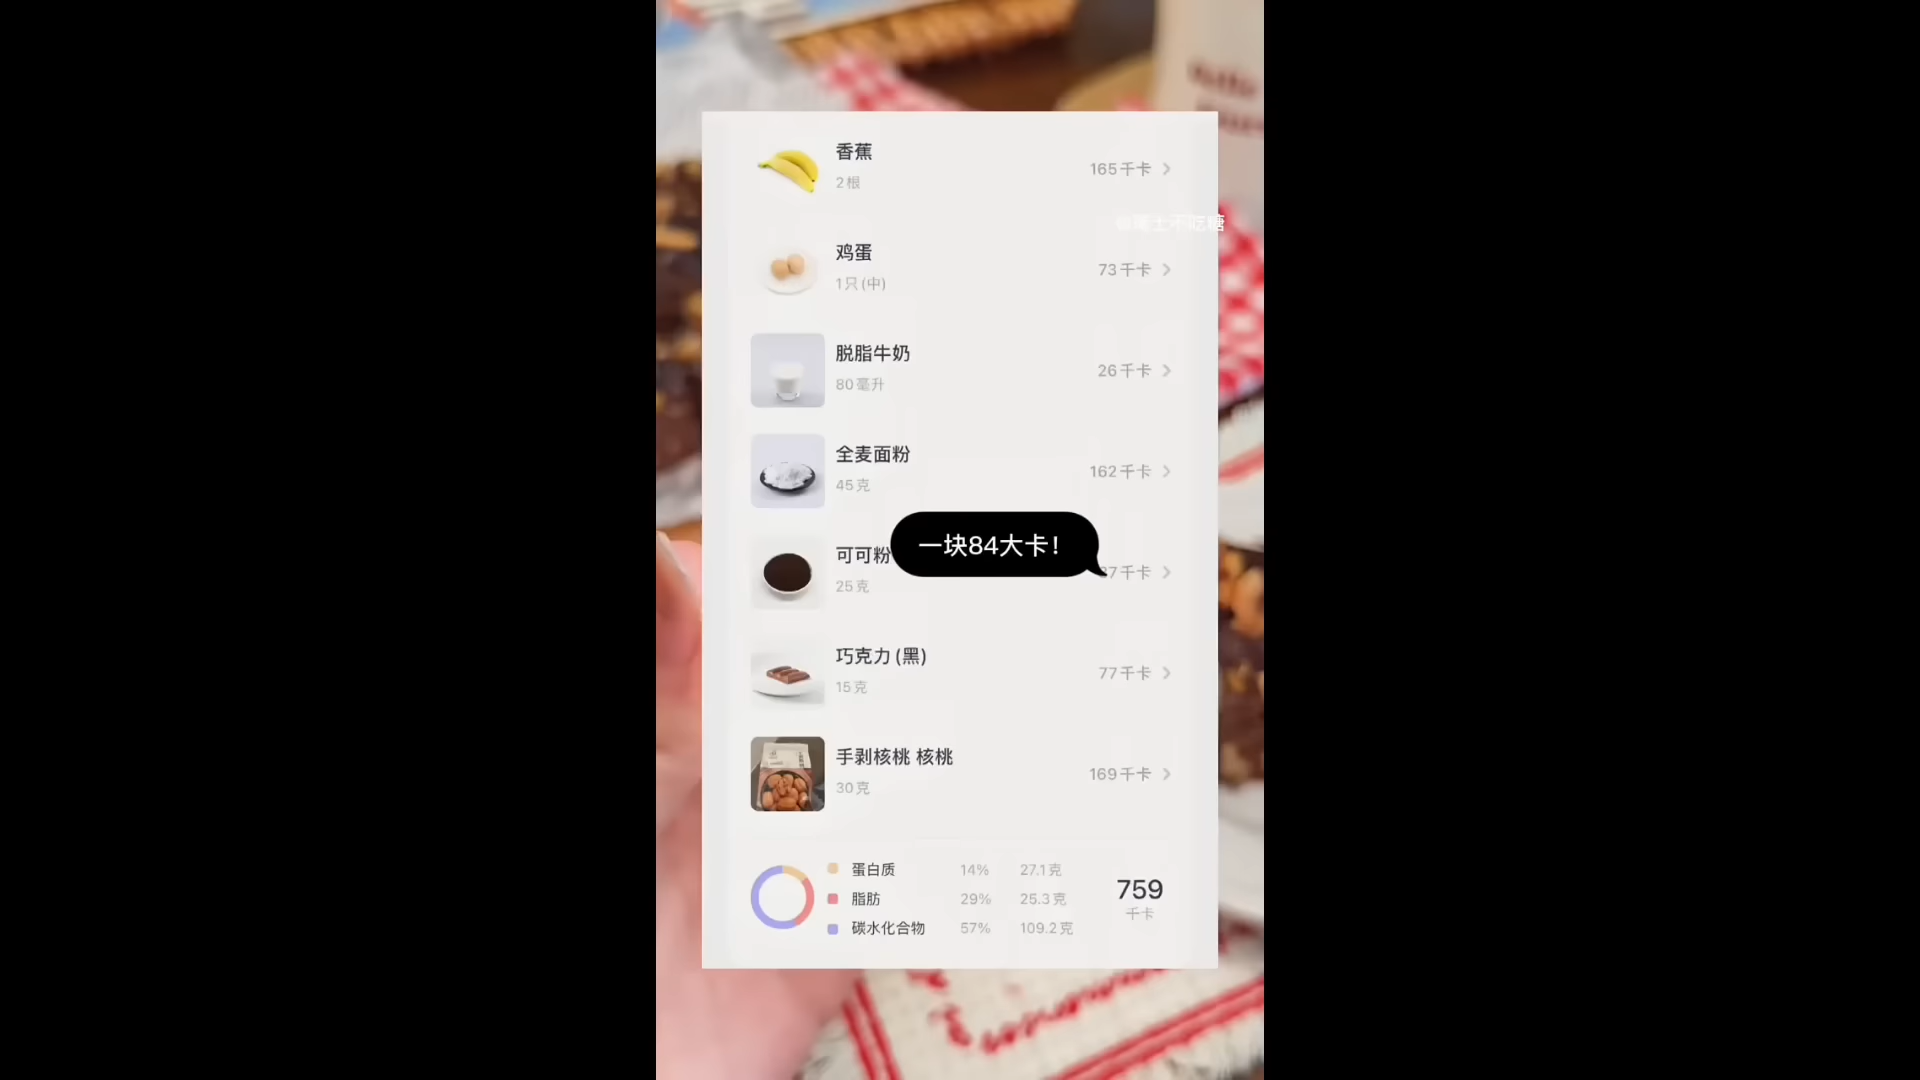 香蕉
2根
165千卡
鸡蛋
1只(中)
73千卡
脱脂牛奶
80毫升
26千卡
全麦面粉
45克
162千卡
一块84大卡!
可可粉
25克
7千卡
巧克力(黑)
15克
77千卡
手剥核桃 核桃
30克
169千卡
蛋白质 14% 27.1克
脂肪 29% 25.3克
碳水化合物 57% 109.2克
759
千卡
士不吃糖